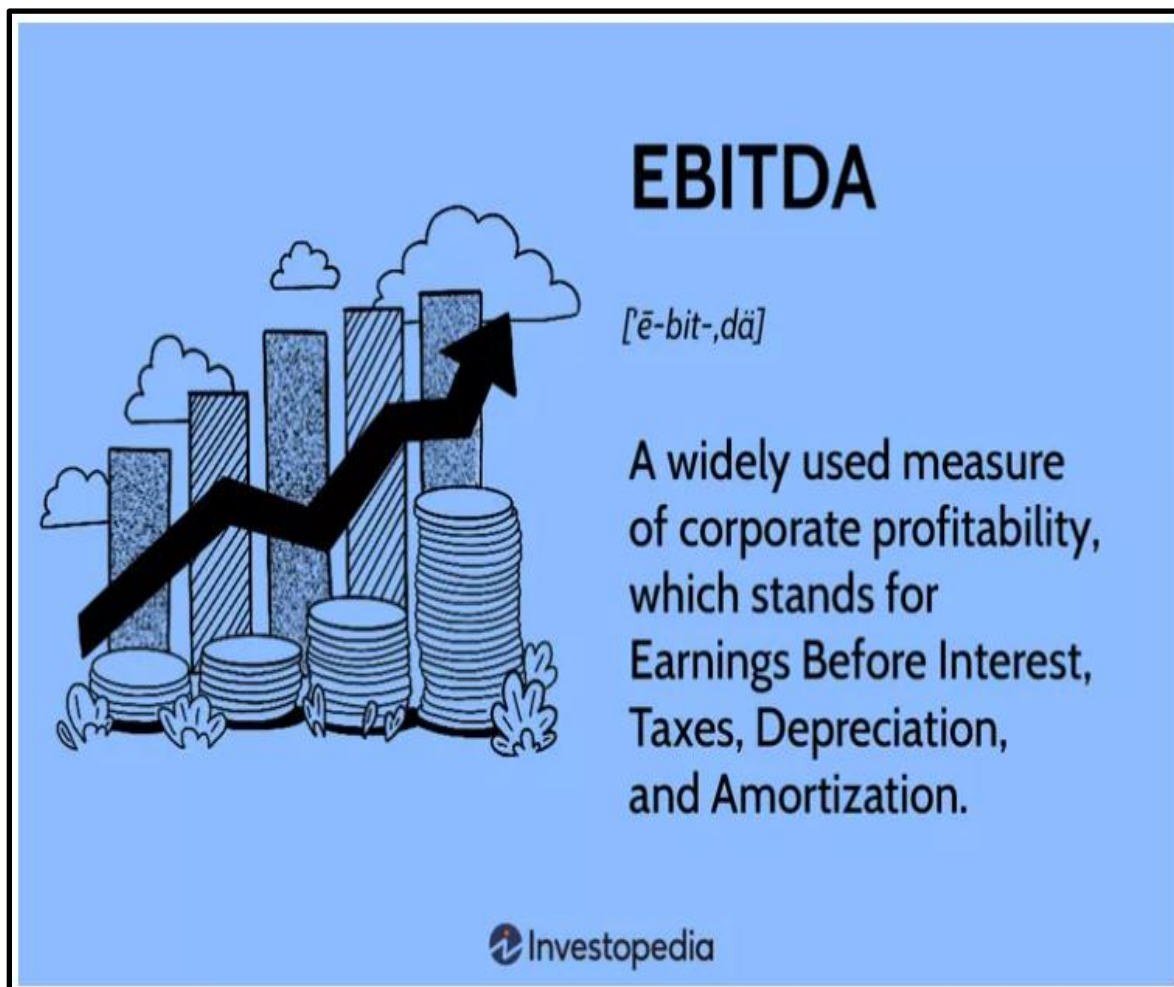 EBITDA
['ē-bit-,dä]
A widely used measure
of corporate profitability,
which stands for
Earnings Before Interest,
Taxes, Depreciation,
and Amortization.
Investopedia